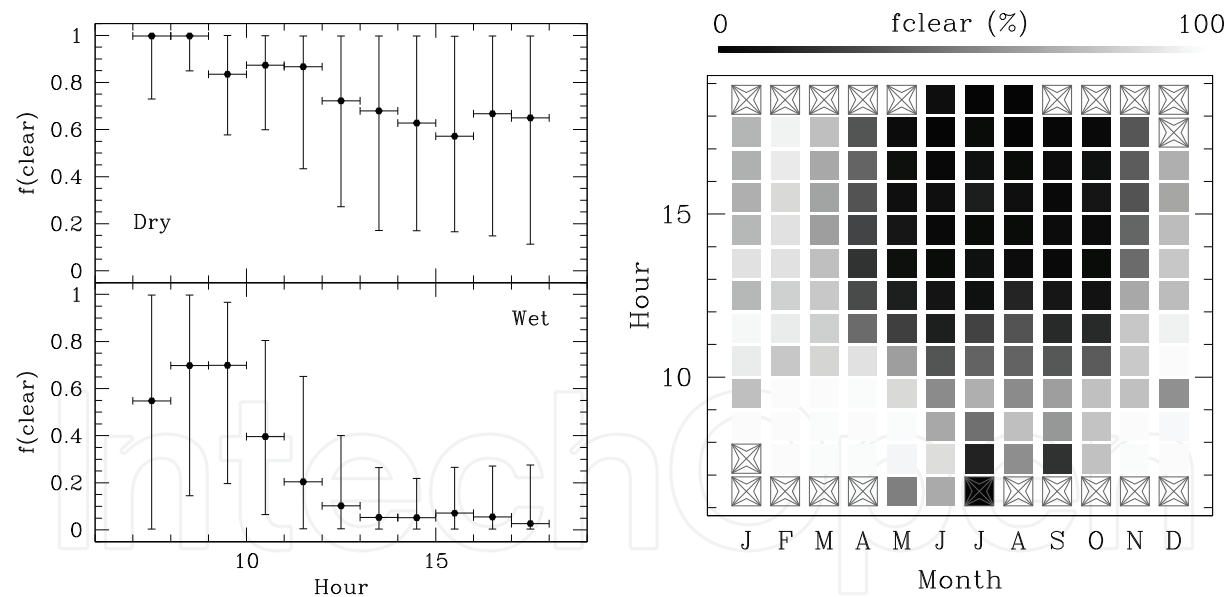 1
0.8
0.6
0.4
0.2
0
f(clear)
Dry
1
0.8
0.6
0.4
0.2
0
f(clear)
Wet
10 15
Hour
0 fclear (%) 100
15
10
Hour
J F M A M J J A S O N D
Month
IntechOpen